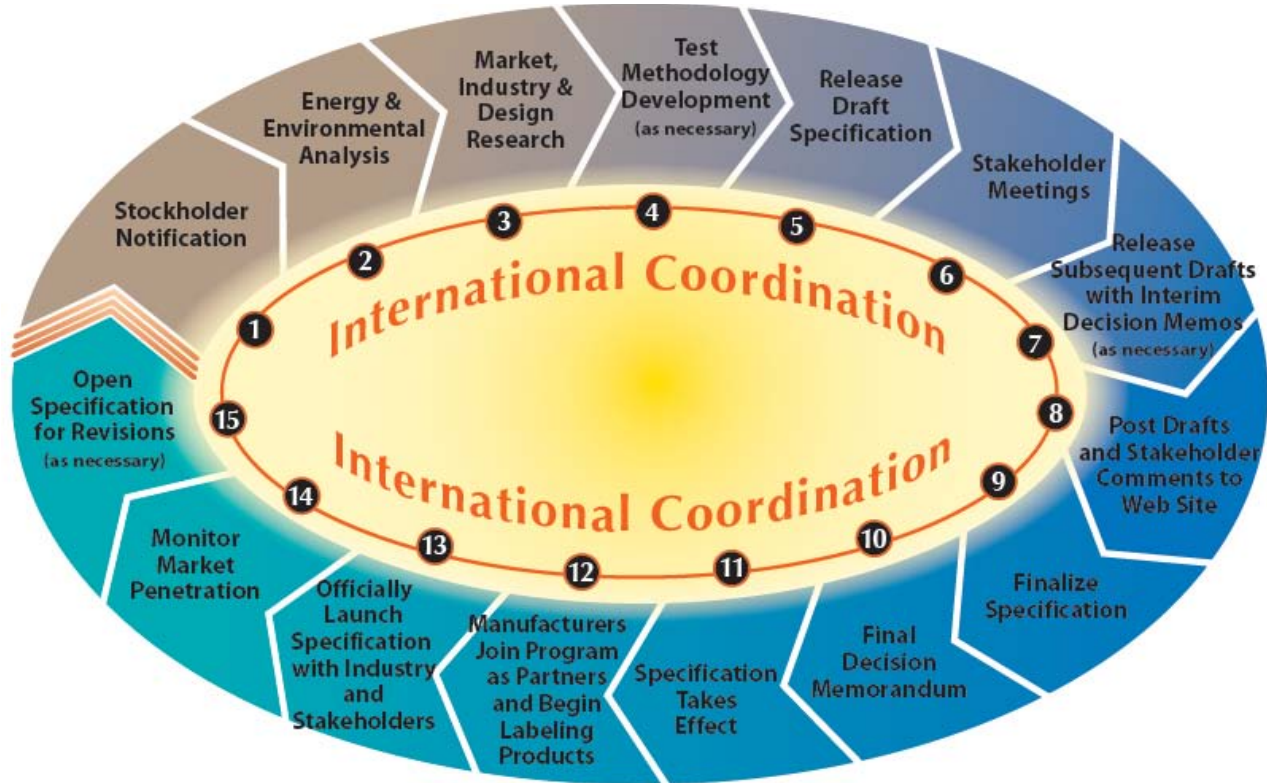 Stockholder
Notification
Energy &
Environmental
Analysis
Market,
Industry &
Design
Research
Test
Methodology
Development
(as necessary)
Release
Draft
Specification
Stakeholder
Meetings
Release
Subsequent Drafts
with Interim
Decision Memos
(as necessary)
Post Drafts
and Stakeholder
Comments to
Web Site
Finalize
Specification
Final
Decision
Memorandum
Specification
Takes
Effect
Manufacturers
Join Program
as Partners
and Begin
Labeling
Products
Officially
Launch
Specification
with Industry
and
Stakeholders
Monitor
Market
Penetration
Open
Specification
for Revisions
(as necessary)
1
2
3
4
5
6
7
8
9
10
11
12
13
14
15
International Coordination
International Coordination